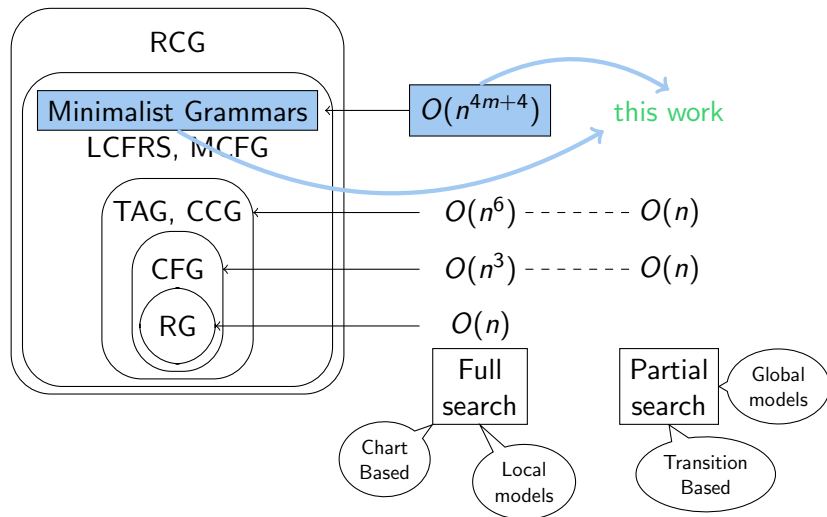 RCG
Minimalist Grammars
O(n^{4m+4})
this work
LCFRS, MCFG
TAG, CCG
O(n^6)
O(n)
CFG
O(n^3)
O(n)
RG
O(n)
Full
search
Partial
search
Global
models
Chart
Based
Local
models
Transition
Based